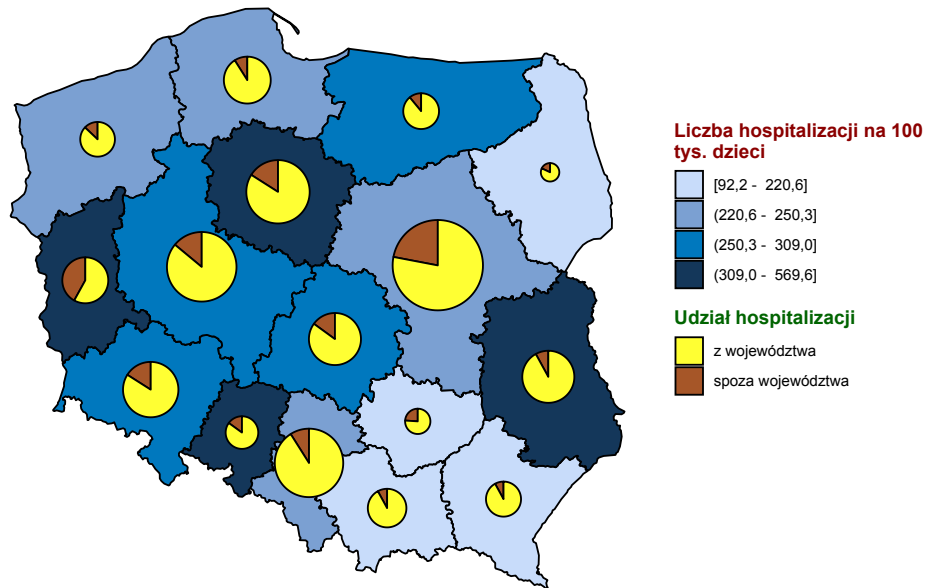 Liczba hospitalizacji na 100
tys. dzieci
[92,2 - 220,6]
(220,6 - 250,3]
(250,3 - 309,0]
(309,0 - 569,6]
Udział hospitalizacji
z województwa
spoza województwa